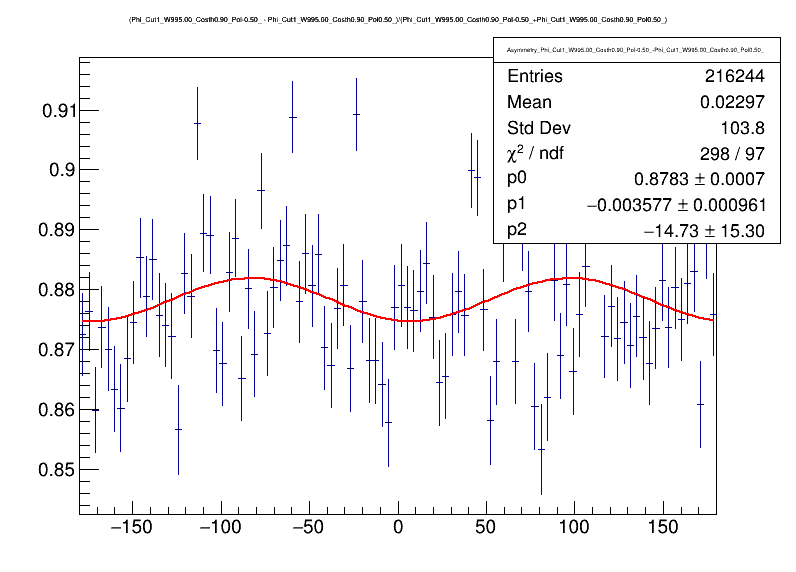 (Phi_Cut1_W995.00_Costh0.90_Pol-0.50_ - Phi_Cut1_W995.00_Costh0.90_Pol0.50_)/(Phi_Cut1_W995.00_Costh0.90_Pol-0.50_+Phi_Cut1_W995.00_Costh0.90_Pol0.50_)
Asymmetry_Phi_Cut1_W995.00_Costh0.90_Pol-0.50_-Phi_Cut1_W995.00_Costh0.90_Pol0.50_
Entries 216244
Mean 0.02297
Std Dev 103.8
χ² / ndf 298 / 97
p0 0.8783 ± 0.0007
p1 −0.003577 ± 0.000961
p2 −14.73 ± 15.30
0.91
0.9
0.89
0.88
0.87
0.86
0.85
−150 −100 −50 0 50 100 150